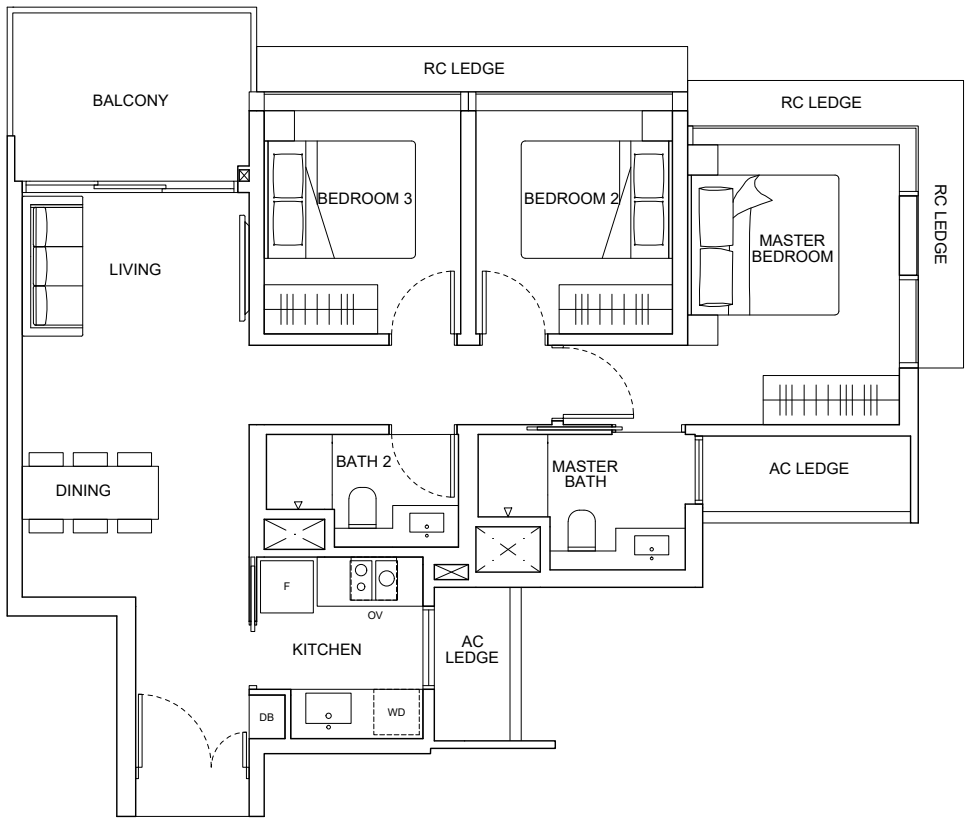 RC LEDGE
BALCONY
RC LEDGE
BEDROOM 3
BEDROOM 2
RC LEDGE
MASTER
BEDROOM
LIVING
BATH 2
MASTER
BATH
AC LEDGE
DINING
F
OV
KITCHEN
AC
LEDGE
DB
WD